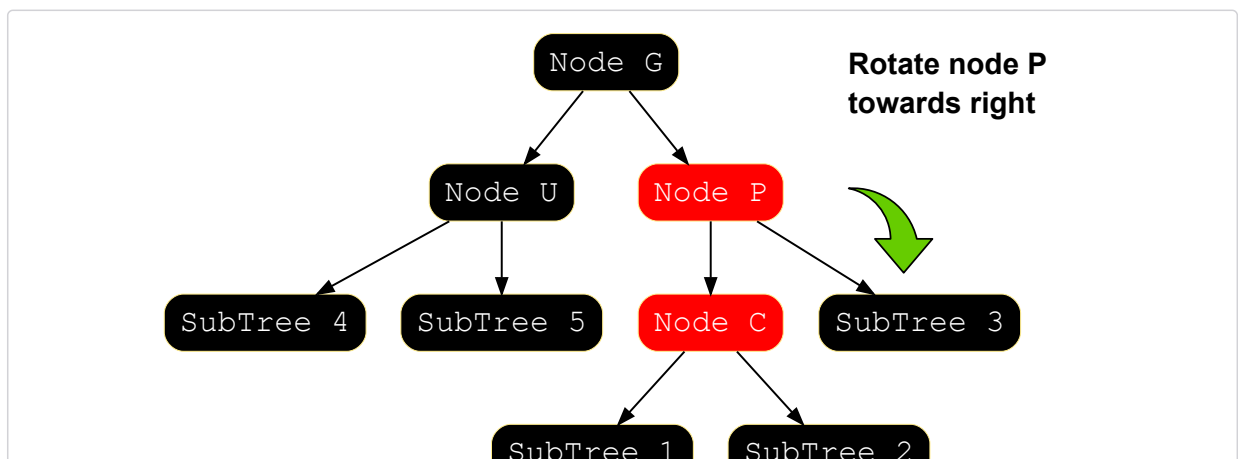 Node G
Rotate node P
towards right
Node U
Node P
SubTree 4
SubTree 5
Node C
SubTree 3
SubTree 1
SubTree 2